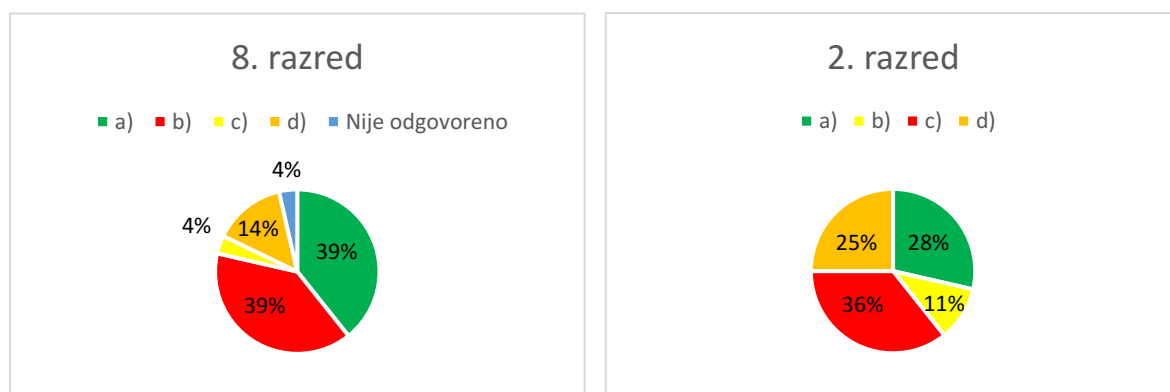 8. razred
a) b) c) d) Nije odgovoreno
4%
4%
14%
39%
39%
2. razred
a) b) c) d)
25%
28%
36%
11%